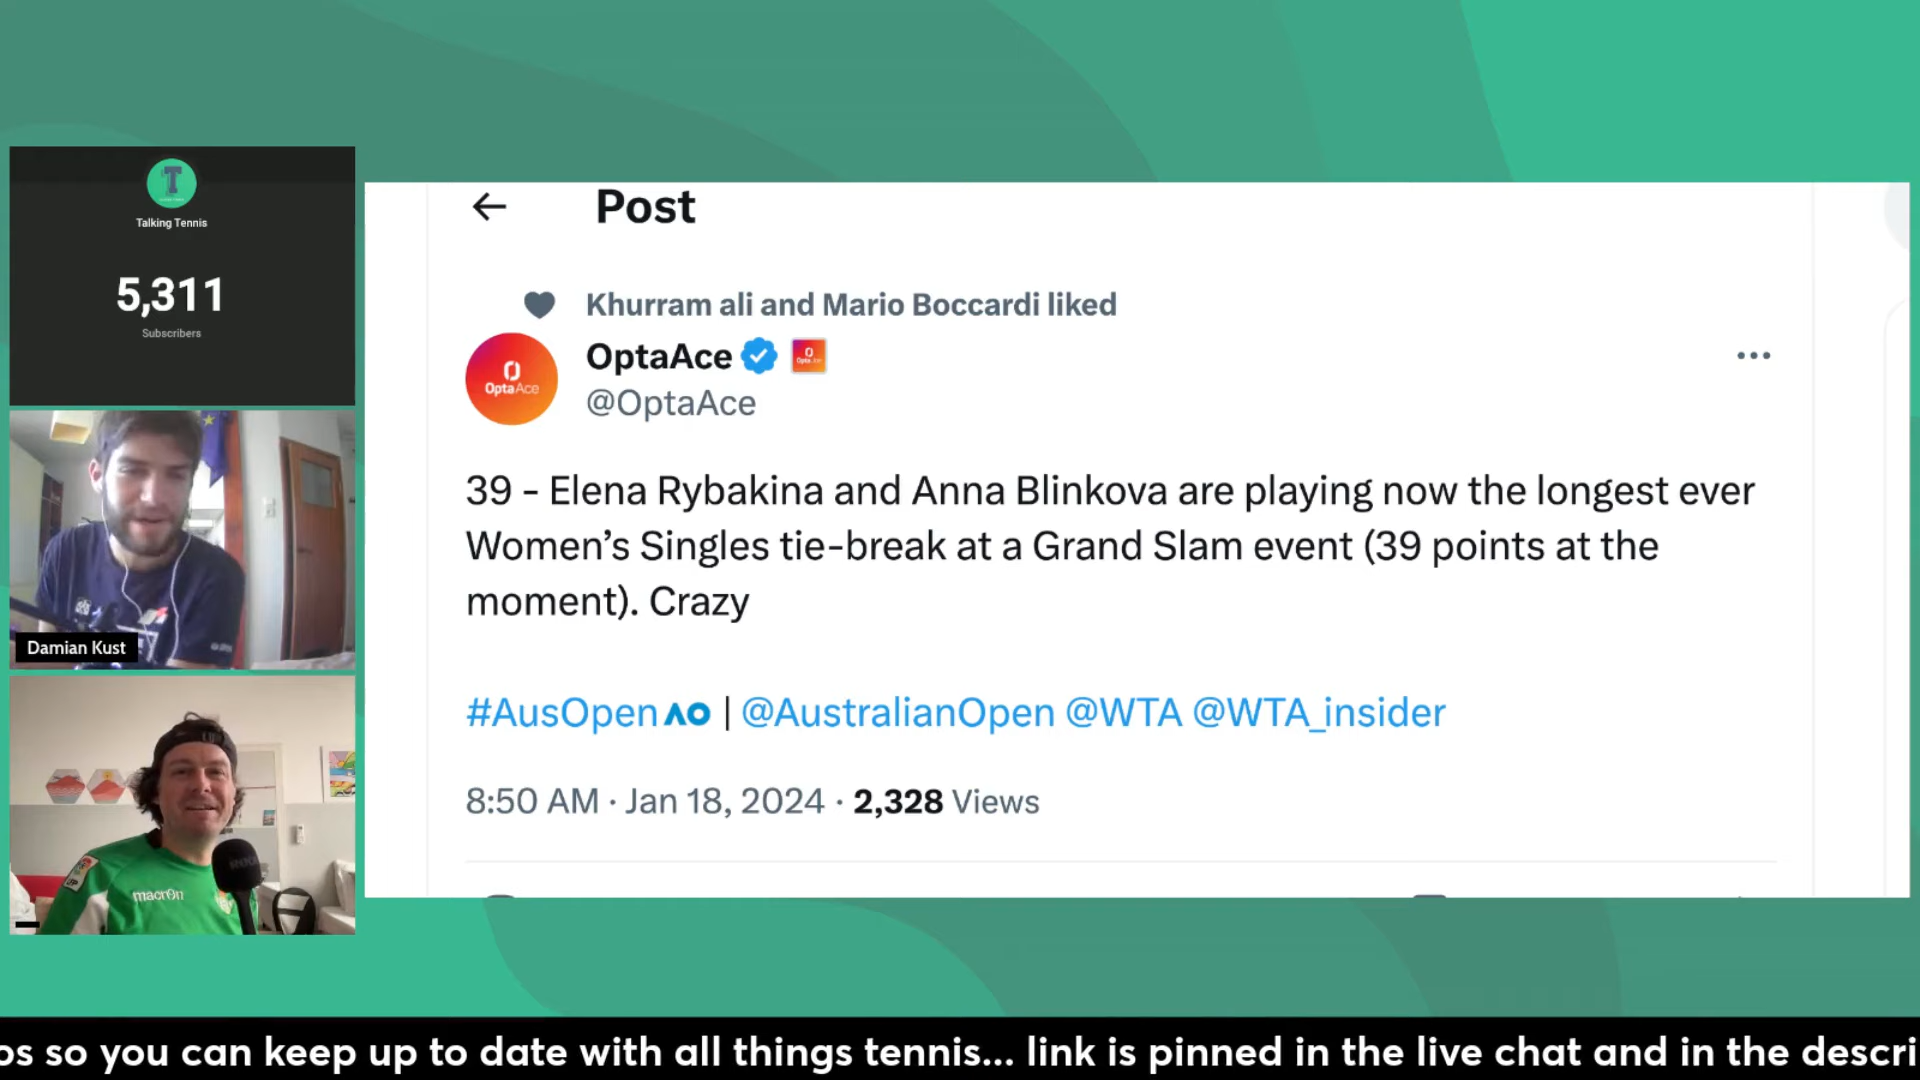 Talking Tennis
5,311
Subscribers
Damian Kust
macron
Post
Khurram ali and Mario Boccardi liked
OptaAce
OptaAce
@OptaAce
39 - Elena Rybakina and Anna Blinkova are playing now the longest ever
Women’s Singles tie-break at a Grand Slam event (39 points at the
moment). Crazy
#AusOpen AO | @AustralianOpen @WTA @WTA_insider
8:50 AM · Jan 18, 2024 · 2,328 Views
os so you can keep up to date with all things tennis... link is pinned in the live chat and in the descri